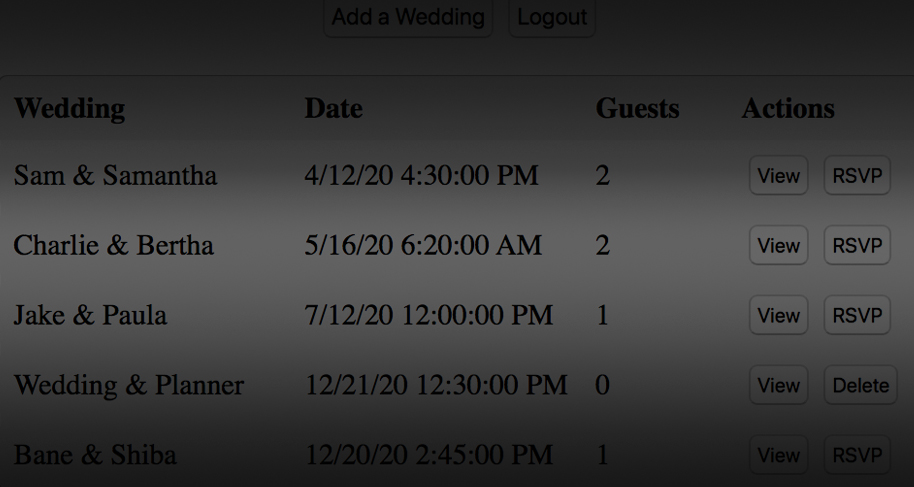 Add a Wedding Logout
Wedding Date Guests Actions
Sam & Samantha 4/12/20 4:30:00 PM 2 View RSVP
Charlie & Bertha 5/16/20 6:20:00 AM 2 View RSVP
Jake & Paula 7/12/20 12:00:00 PM 1 View RSVP
Wedding & Planner 12/21/20 12:30:00 PM 0 View Delete
Bane & Shiba 12/20/20 2:45:00 PM 1 View RSVP